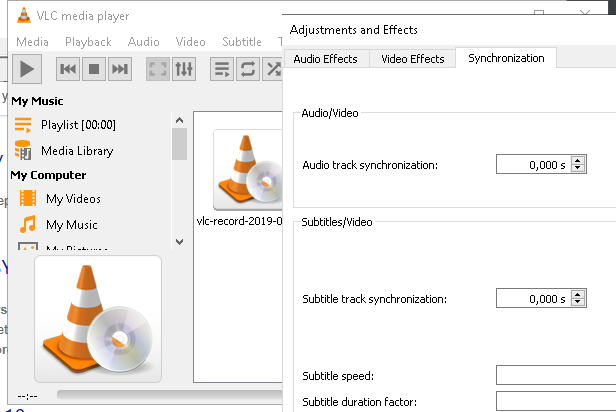 VLC media player
Media Playback Audio Video Subtitle
My Music
Playlist [00:00]
Media Library
My Computer
My Videos
My Music
My Pictures
vlc-record-2019-0
--:--
Adjustments and Effects
Audio Effects Video Effects Synchronization
Audio/Video
Audio track synchronization: 0,000 s
Subtitles/Video
Subtitle track synchronization: 0,000 s
Subtitle speed:
Subtitle duration factor: